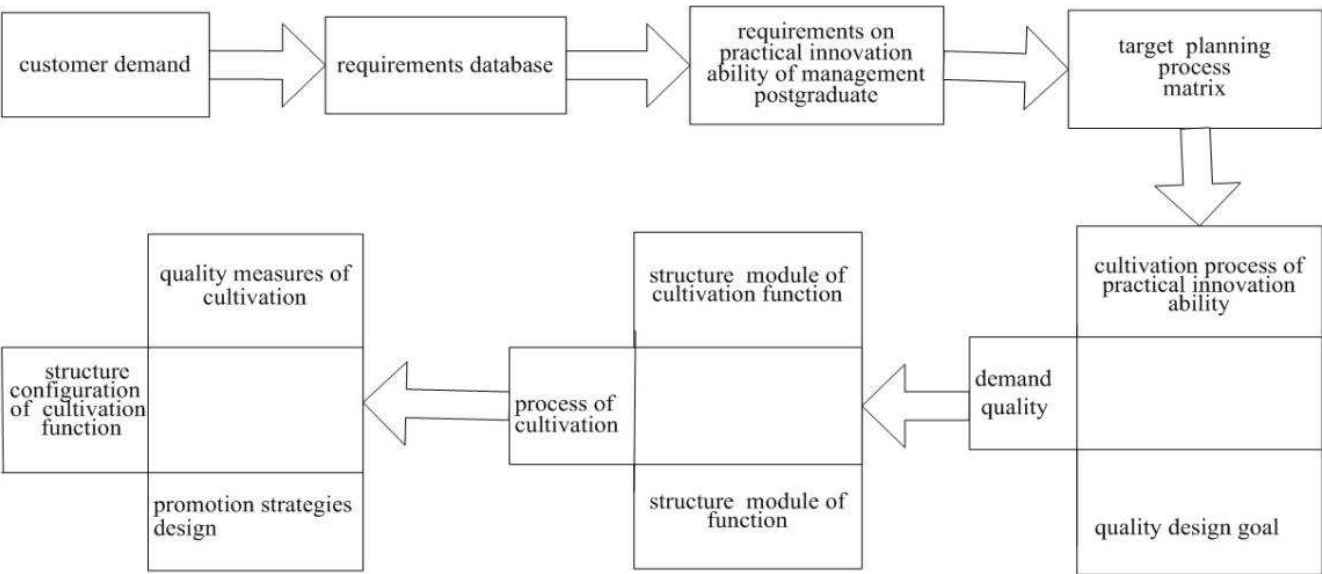 customer demand
requirements database
requirements on
practical innovation
ability of management
postgraduate
target planning
process
matrix
quality measures of
cultivation
structure
configuration
of cultivation
function
promotion strategies
design
structure module of
cultivation function
process of
cultivation
structure module of
function
cultivation process of
practical innovation
ability
demand
quality
quality design goal